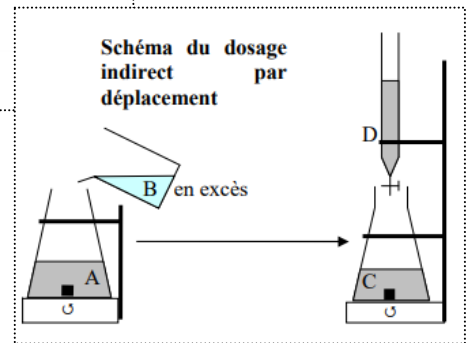 Schéma du dosage
indirect par
déplacement
D
B en excès
A
C